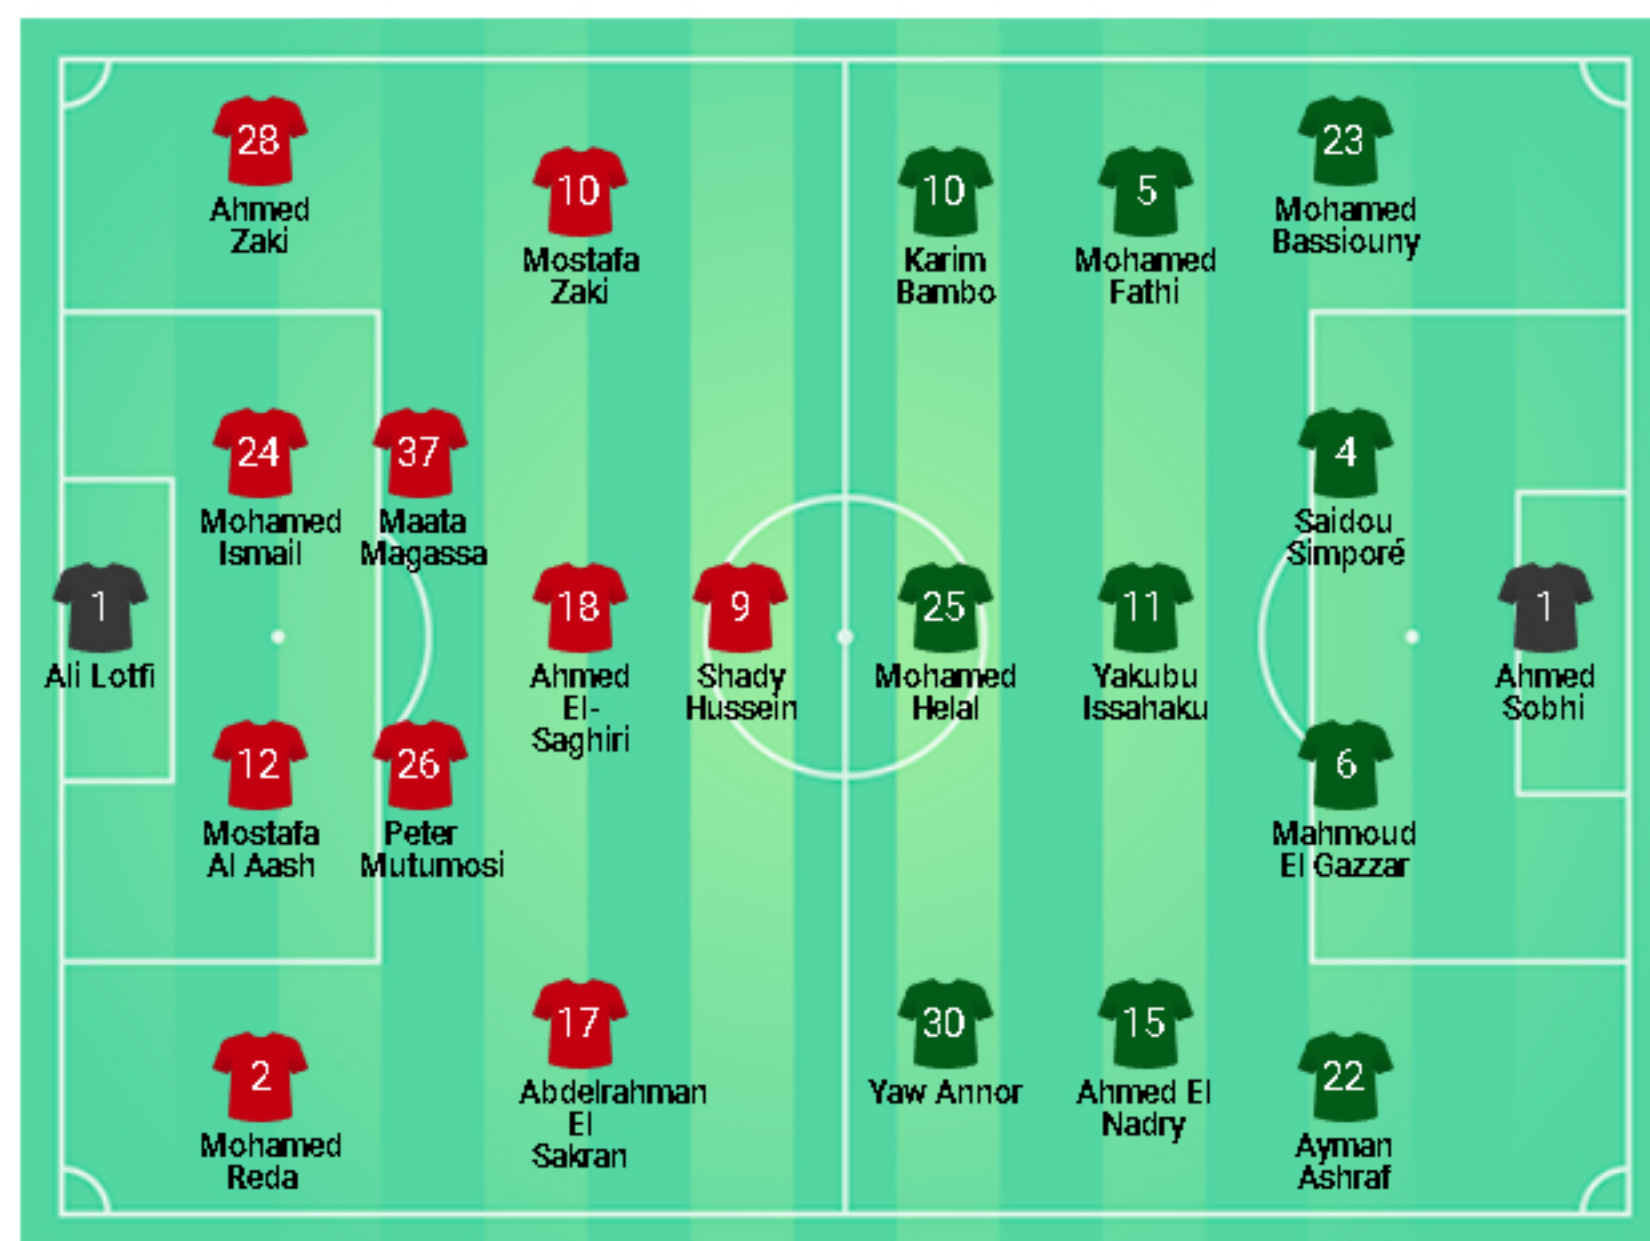 28
Ahmed
Zaki
10
Mostafa
Zaki
10
Karim
Bambo
5
Mohamed
Fathi
23
Mohamed
Bassiouny
24
Mohamed
Ismail
37
Maata
Magassa
4
Saidou
Simporé
1
Ali Lotfi
18
Ahmed
El-
Saghiri
9
Shady
Hussein
25
Mohamed
Helal
11
Yakubu
Issahaku
1
Ahmed
Sobhi
12
Mostafa
Al Aash
26
Peter
Mutumosi
6
Mahmoud
El Gazzar
2
Mohamed
Reda
17
Abdelrahman
El
Sakran
30
Yaw Annor
15
Ahmed El
Nadry
22
Ayman
Ashraf